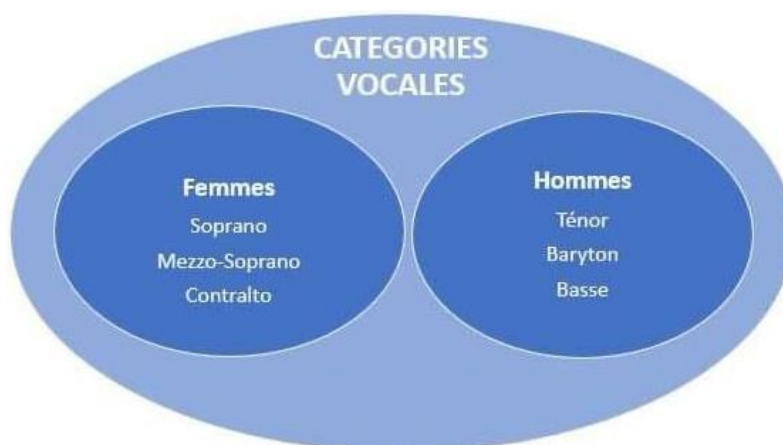 CATEGORIES
VOCALES
Femmes
Soprano
Mezzo-Soprano
Contralto
Hommes
Ténor
Baryton
Basse